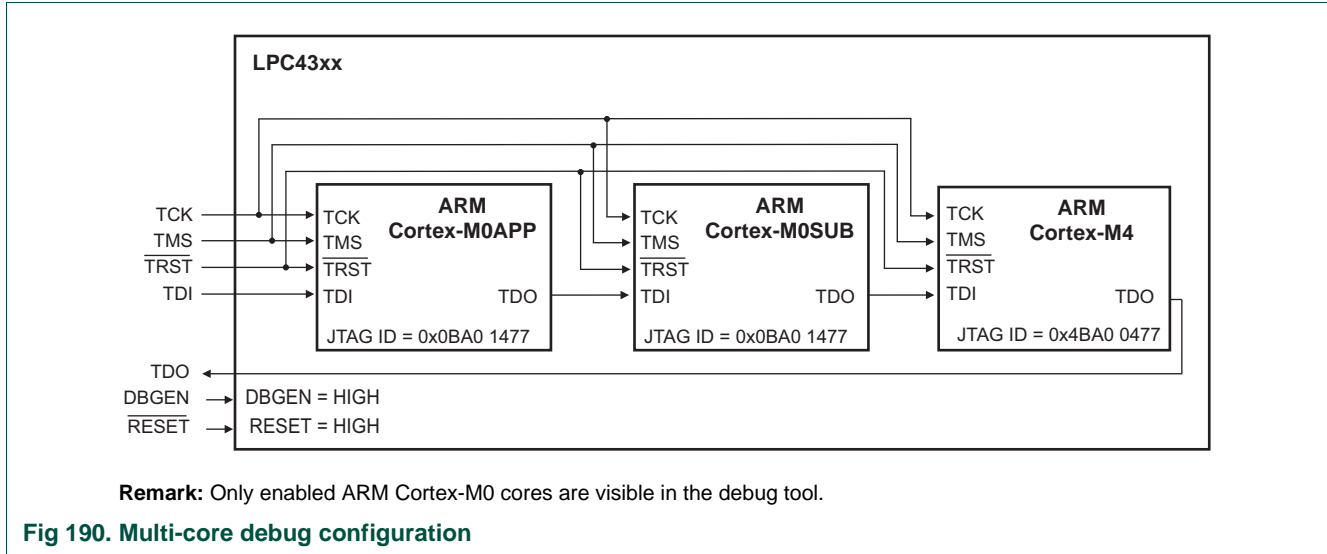 LPC43xx
TCK
TMS
TRST
TDI
TDO
DBGEN
RESET
TCK
TMS
TRST
TDI
ARM
Cortex-M0APP
TDO
JTAG ID = 0x0BA0 1477
TCK
TMS
TRST
TDI
ARM
Cortex-M0SUB
TDO
JTAG ID = 0x0BA0 1477
TCK
TMS
TRST
TDI
ARM
Cortex-M4
TDO
JTAG ID = 0x4BA0 0477
DBGEN = HIGH
RESET = HIGH
Remark: Only enabled ARM Cortex-M0 cores are visible in the debug tool.
Fig 190. Multi-core debug configuration